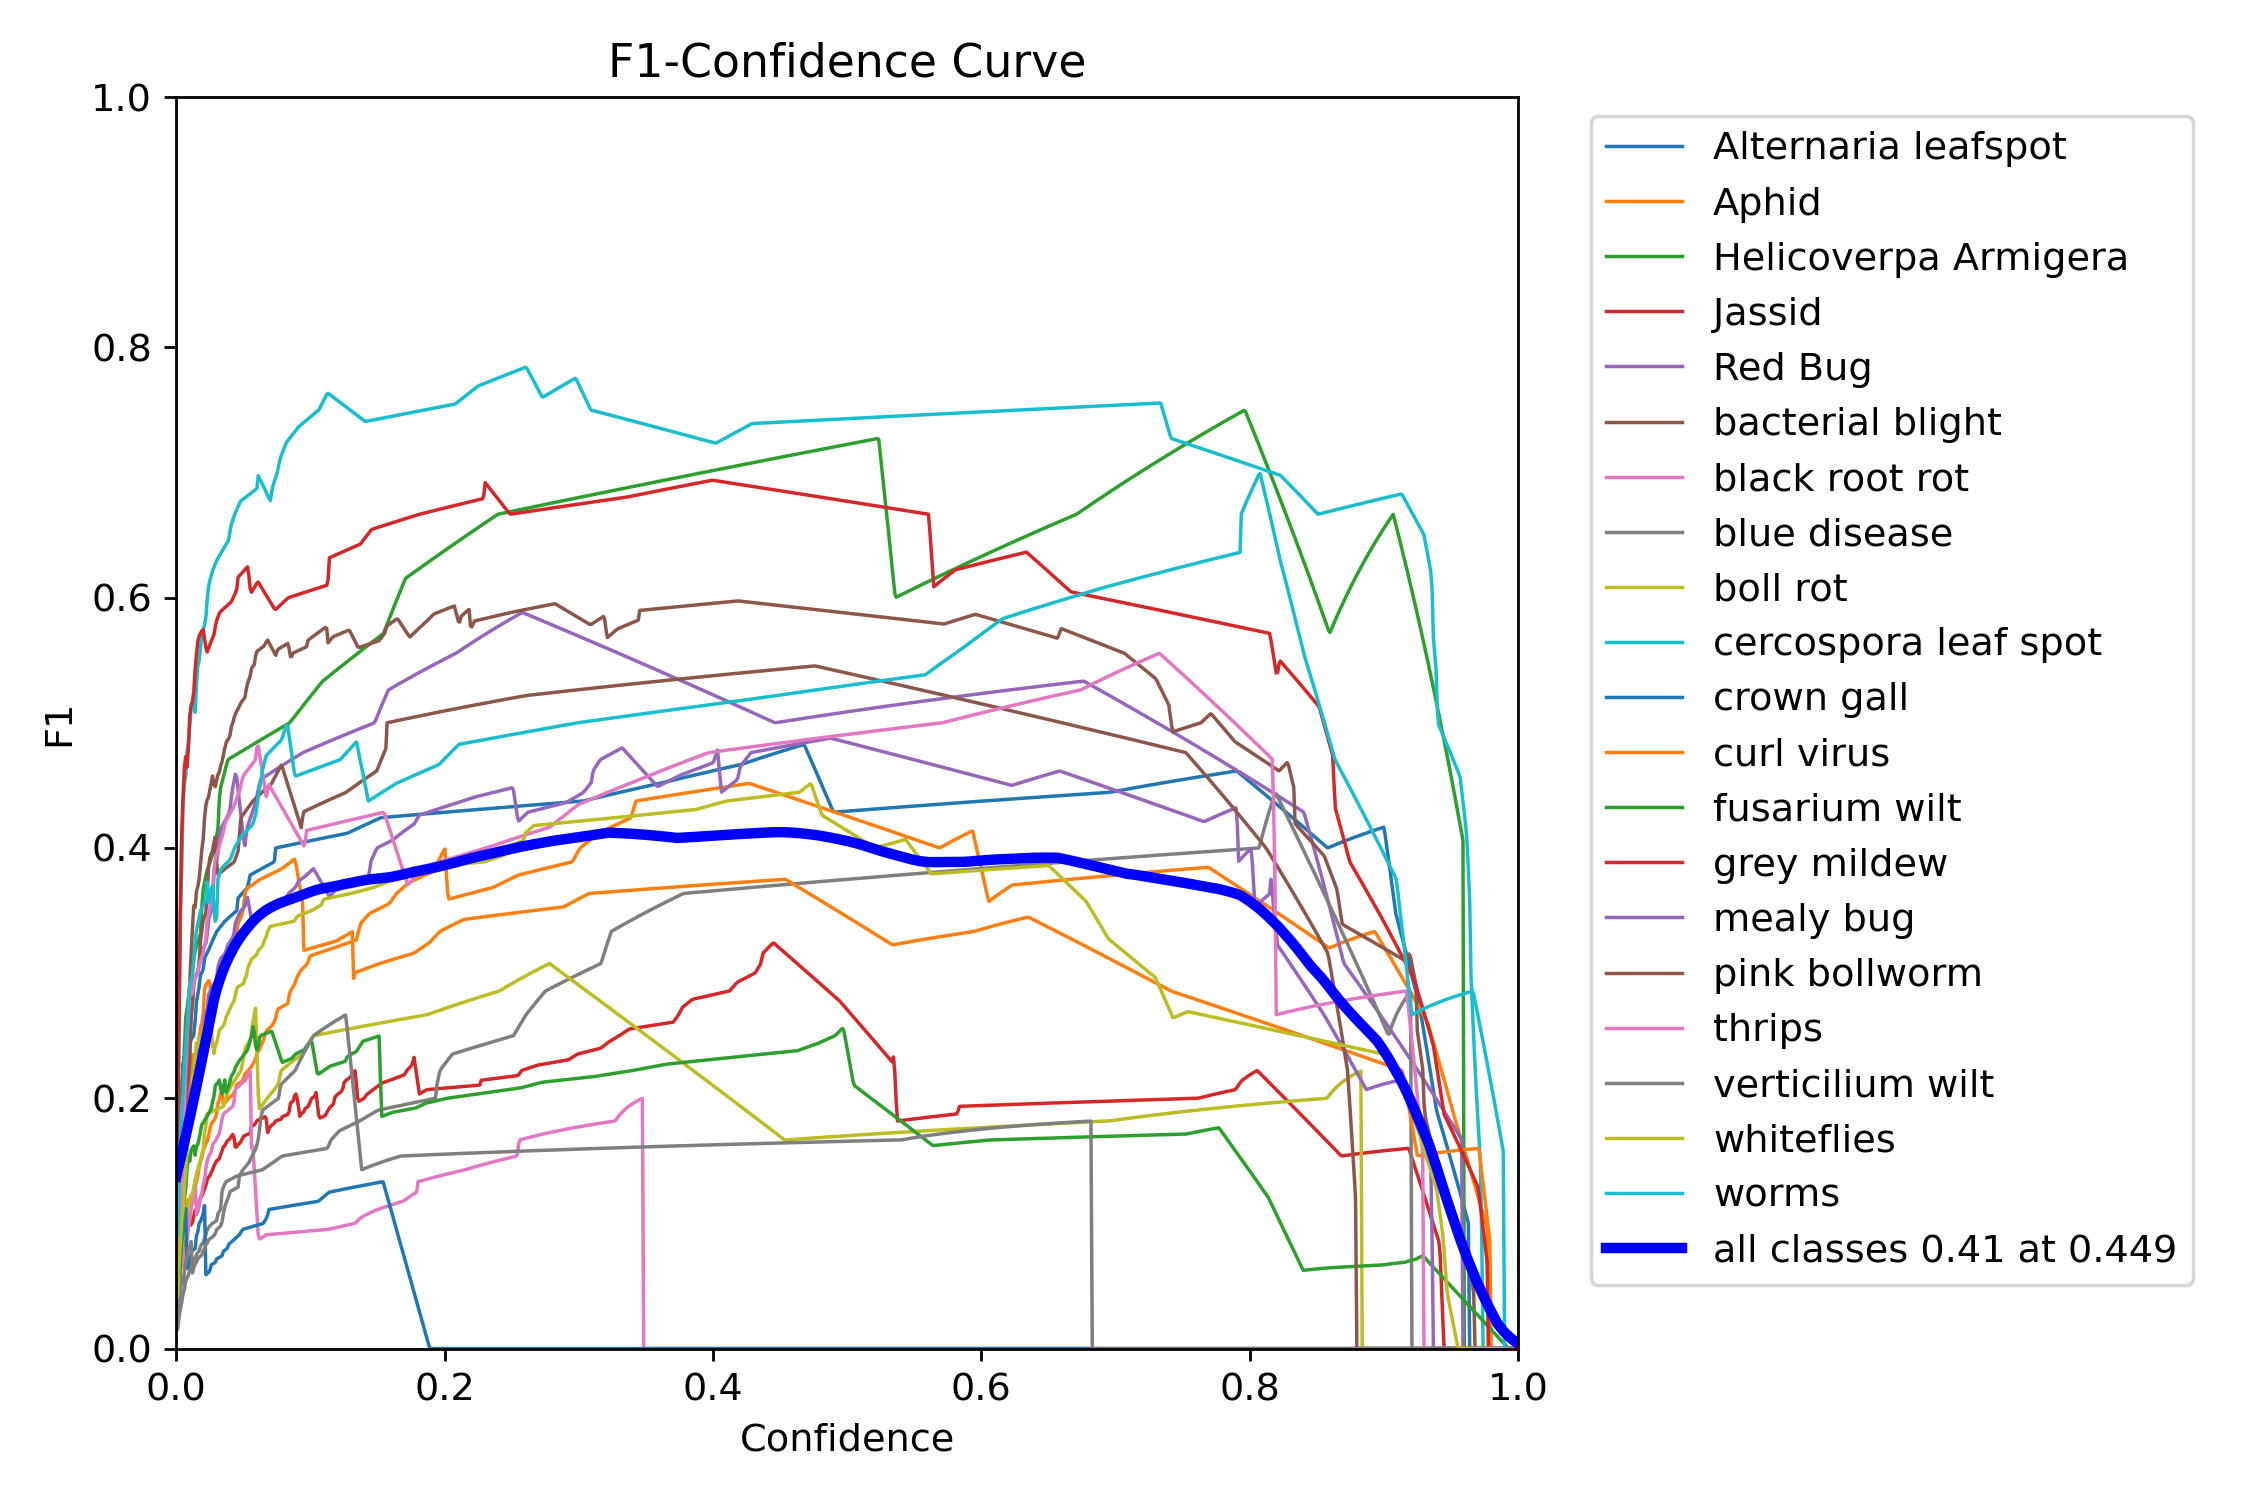 F1-Confidence Curve
1.0
0.8
0.6
0.4
0.2
0.0
F1
0.0 0.2 0.4 0.6 0.8 1.0
Confidence
Alternaria leafspot
Aphid
Helicoverpa Armigera
Jassid
Red Bug
bacterial blight
black root rot
blue disease
boll rot
cercospora leaf spot
crown gall
curl virus
fusarium wilt
grey mildew
mealy bug
pink bollworm
thrips
verticilium wilt
whiteflies
worms
all classes 0.41 at 0.449